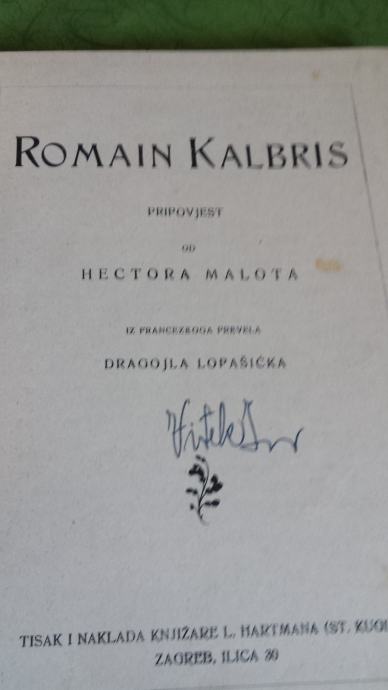 ROMAIN KALBRIS
PRIPOVJEST
OD
HECTORA MALOTA
IZ FRANCEZKOGA PREVELA
DRAGOJLA LOPAŠIĆKA
TISAK I NAKLADA KNJIŽARE L. HARTMANA (ST. KUGL
ZAGREB, ILICA 30